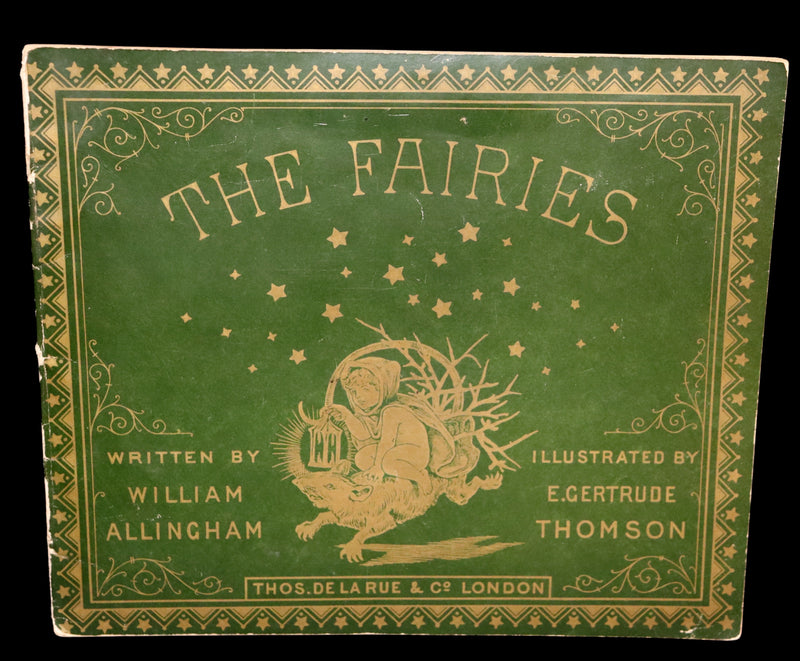 THE FAIRIES
WRITTEN BY
WILLIAM
ALLINGHAM
ILLUSTRATED BY
E.GERTRUDE
THOMSON
THOS. DE LA RUE & Cº LONDON